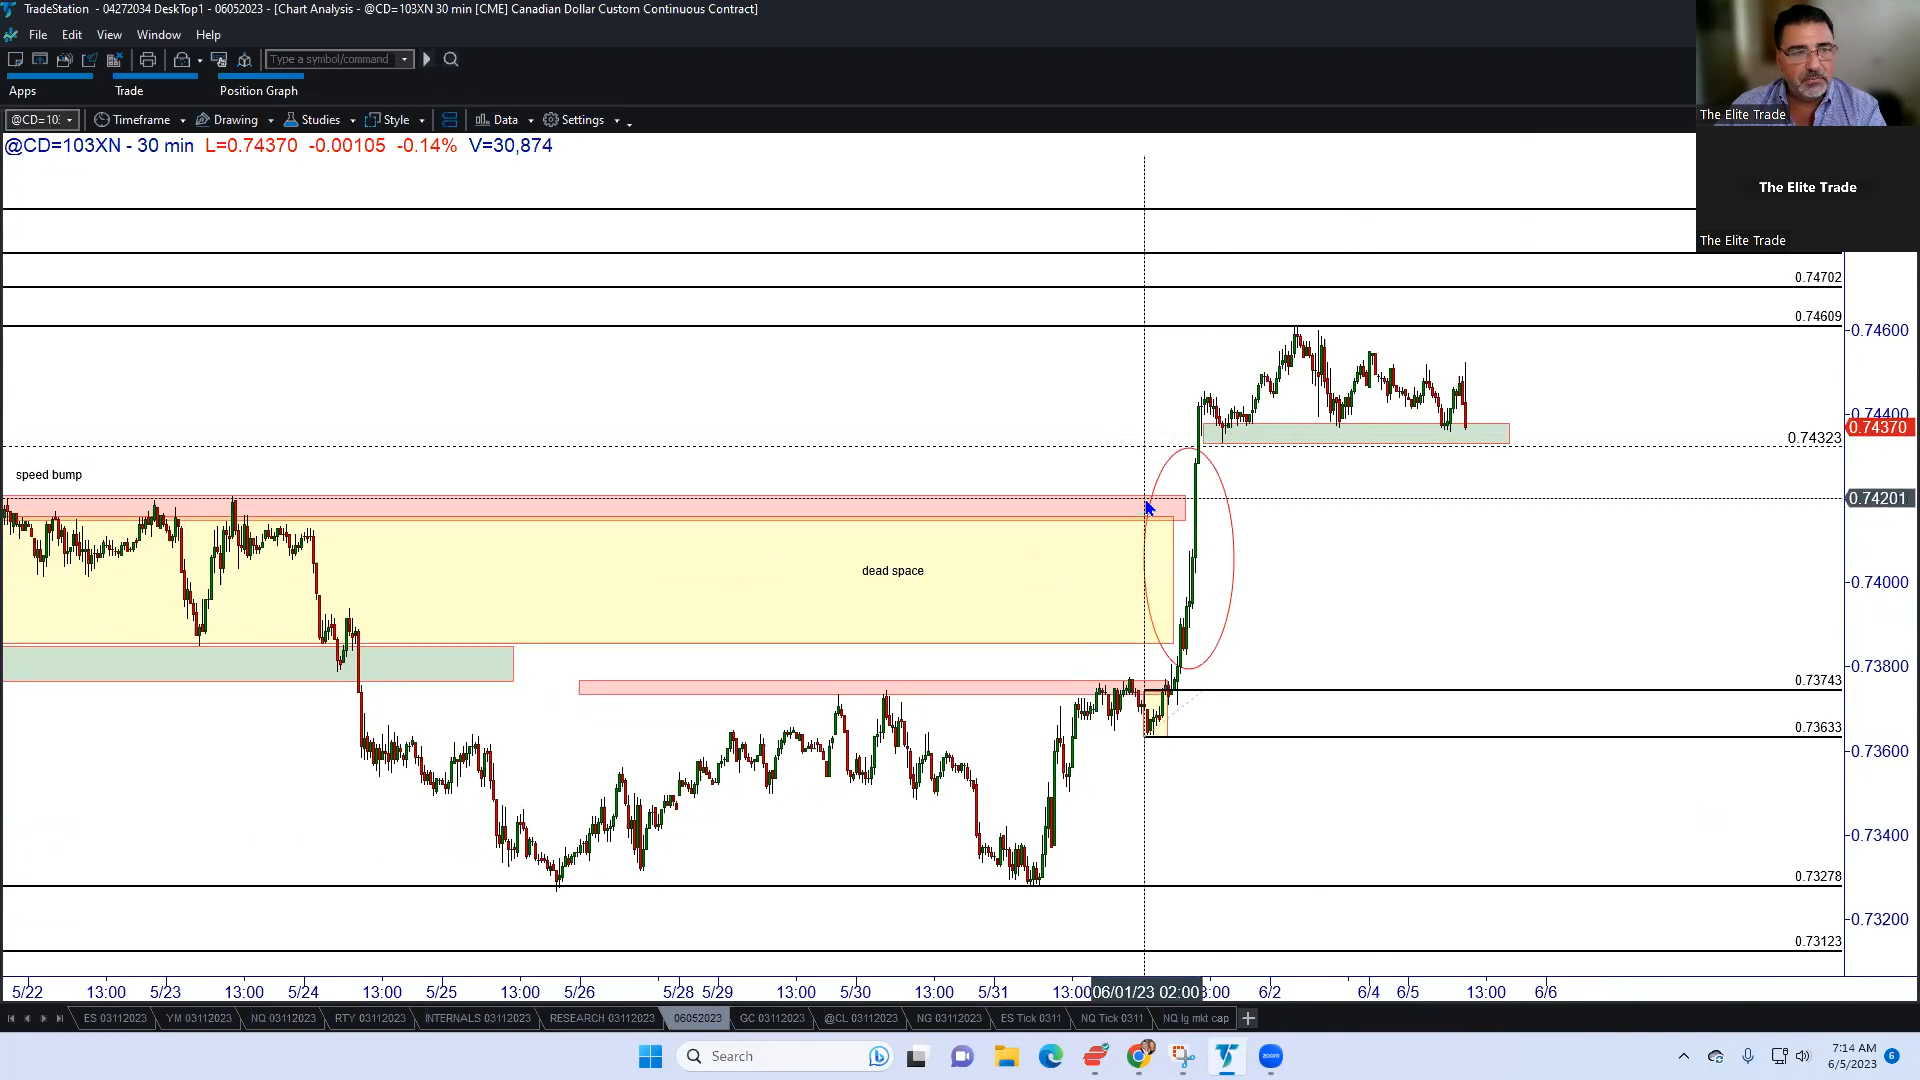 TradeStation - 04272034 DeskTop1 - 06052023 - [Chart Analysis - @CD=103XN 30 min [CME] Canadian Dollar Custom Continuous Contract]
File Edit View Window Help
Type a symbol/command
Apps Trade Position Graph
@CD=10 Timeframe Drawing Studies Style Data Settings
@CD=103XN - 30 min L=0.74370 -0.00105 -0.14% V=30,874
The Elite Trade
The Elite Trade
The Elite Trade
0.74702
0.74609
0.74600
0.74400
0.74370
0.74323
speed bump
0.74201
dead space
0.74000
0.73800
0.73743
0.73633
0.73600
0.73400
0.73278
0.73200
0.73123
5/22 13:00 5/23 13:00 5/24 13:00 5/25 13:00 5/26 5/28 5/29 13:00 5/30 13:00 5/31 13:00 06/01/23 02:00 3:00 6/2 6/4 6/5 13:00 6/6
ES 03112023 YM 03112023 NQ 03112023 RTY 03112023 INTERNALS 03112023 RESEARCH 03112023 06052023 GC 03112023 @CL 03112023 NG 03112023 ES Tick 0311 NQ Tick 0311 NQ lg mkt cap
Search
zoom
7:14 AM
6/5/2023
6